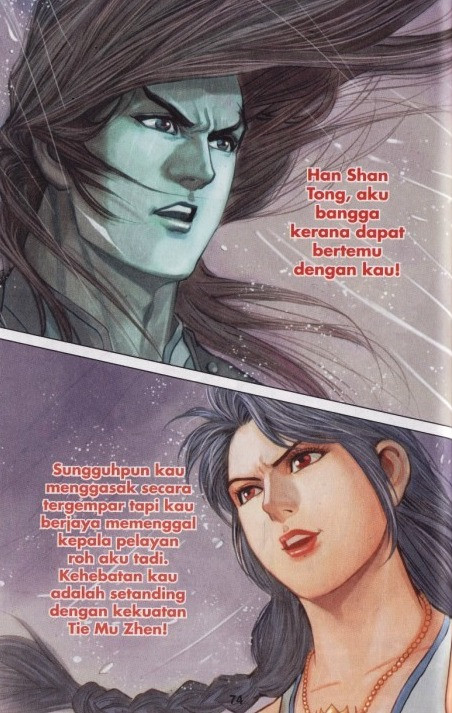 Han Shan
Tong, aku
bangga
kerana dapat
bertemu
dengan kau!
Sungguhpun kau
menggasak secara
tergempar tapi kau
berjaya memenggal
kepala pelayan
roh aku tadi.
Kehebatan kau
adalah setanding
dengan kekuatan
Tie Mu Zhen!
74